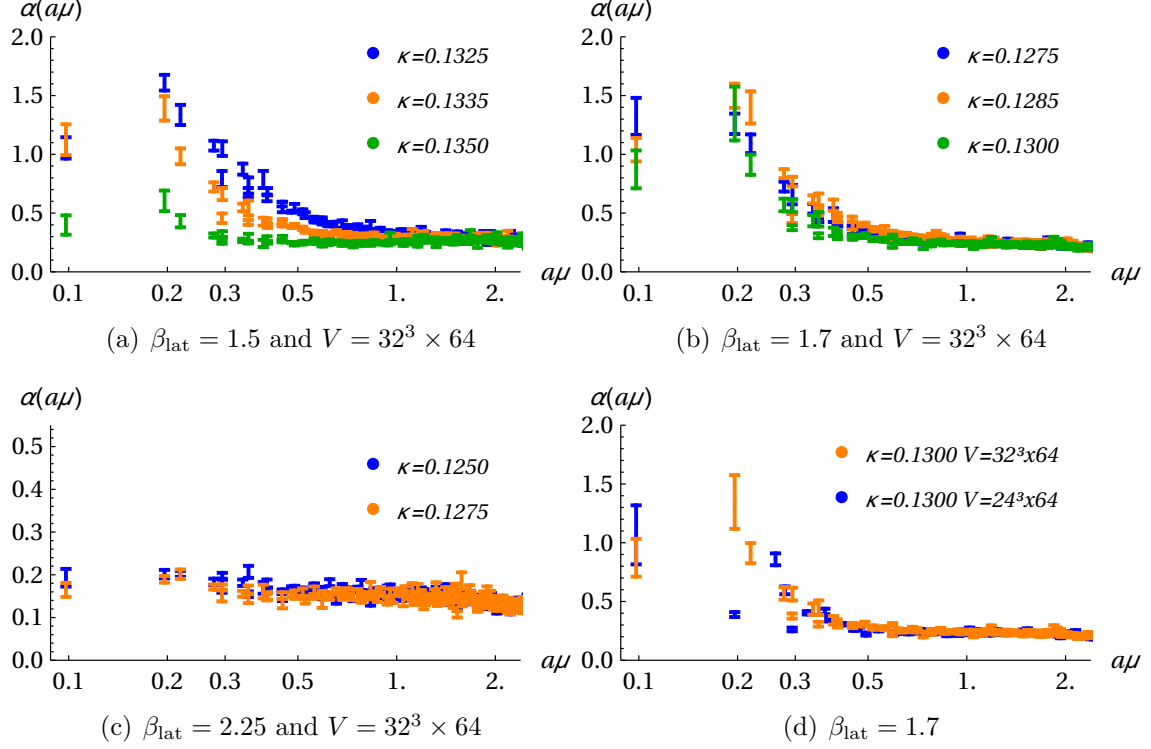 α(aμ)
2.0
1.5
1.0
0.5
0.0
0.1 0.2 0.3 0.5 1. 2.
aμ
κ=0.1325
κ=0.1335
κ=0.1350
(a) β_lat = 1.5 and V = 32³ × 64
α(aμ)
2.0
1.5
1.0
0.5
0.0
0.1 0.2 0.3 0.5 1. 2.
aμ
κ=0.1275
κ=0.1285
κ=0.1300
(b) β_lat = 1.7 and V = 32³ × 64
α(aμ)
0.5
0.4
0.3
0.2
0.1
0.0
0.1 0.2 0.3 0.5 1. 2.
aμ
κ=0.1250
κ=0.1275
(c) β_lat = 2.25 and V = 32³ × 64
α(aμ)
2.0
1.5
1.0
0.5
0.0
0.1 0.2 0.3 0.5 1. 2.
aμ
κ=0.1300 V=32³x64
κ=0.1300 V=24³x64
(d) β_lat = 1.7